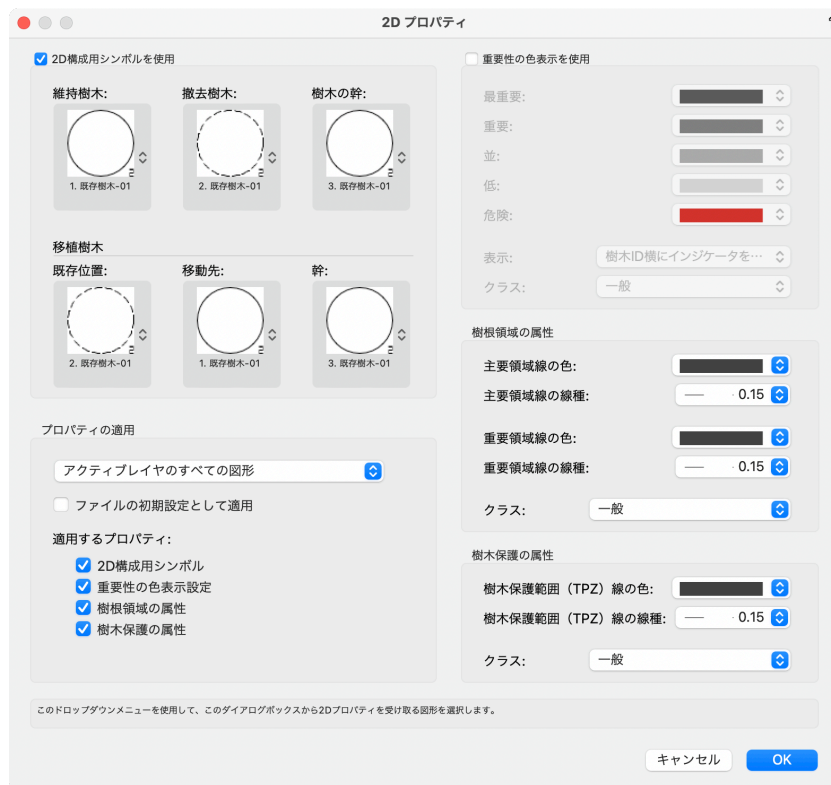 2D プロパティ
2D構成用シンボルを使用
維持樹木:
撤去樹木:
樹木の幹:
2
2
2
1. 既存樹木-01
2. 既存樹木-01
3. 既存樹木-01
移植樹木
既存位置:
移動先:
幹:
2
2
2
2. 既存樹木-01
1. 既存樹木-01
3. 既存樹木-01
プロパティの適用
アクティブレイヤのすべての図形
ファイルの初期設定として適用
適用するプロパティ:
2D構成用シンボル
重要性の色表示設定
樹根領域の属性
樹木保護の属性
重要性の色表示を使用
最重要:
重要:
並:
低:
危険:
表示:
樹木ID横にインジケータを…
クラス:
一般
樹根領域の属性
主要領域線の色:
主要領域線の線種:
0.15
重要領域線の色:
重要領域線の線種:
0.15
クラス:
一般
樹木保護の属性
樹木保護範囲（TPZ）線の色:
樹木保護範囲（TPZ）線の線種:
0.15
クラス:
一般
このドロップダウンメニューを使用して、このダイアログボックスから2Dプロパティを受け取る図形を選択します。
キャンセル
OK